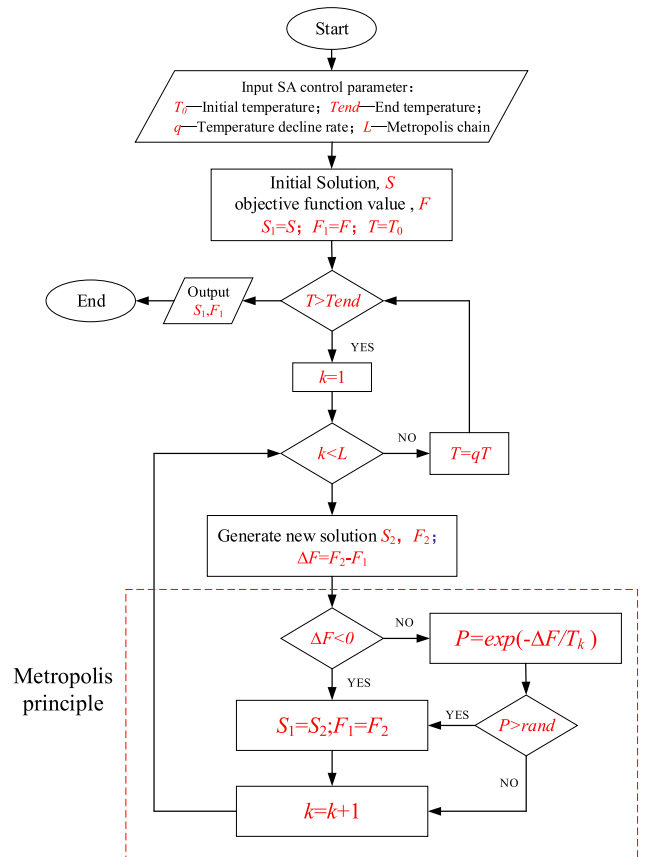 Start
Input SA control parameter:
T₀—Initial temperature; Tend—End temperature;
q—Temperature decline rate; L—Metropolis chain
Initial Solution, S
objective function value , F
S₁=S; F₁=F; T=T₀
T>Tend
Output
S₁,F₁
End
YES
k=1
k<L
NO
T=qT
Generate new solution S₂, F₂;
ΔF=F₂-F₁
Metropolis
principle
ΔF<0
NO
P=exp(-ΔF/Tₖ )
YES
P>rand
YES
S₁=S₂;F₁=F₂
NO
k=k+1